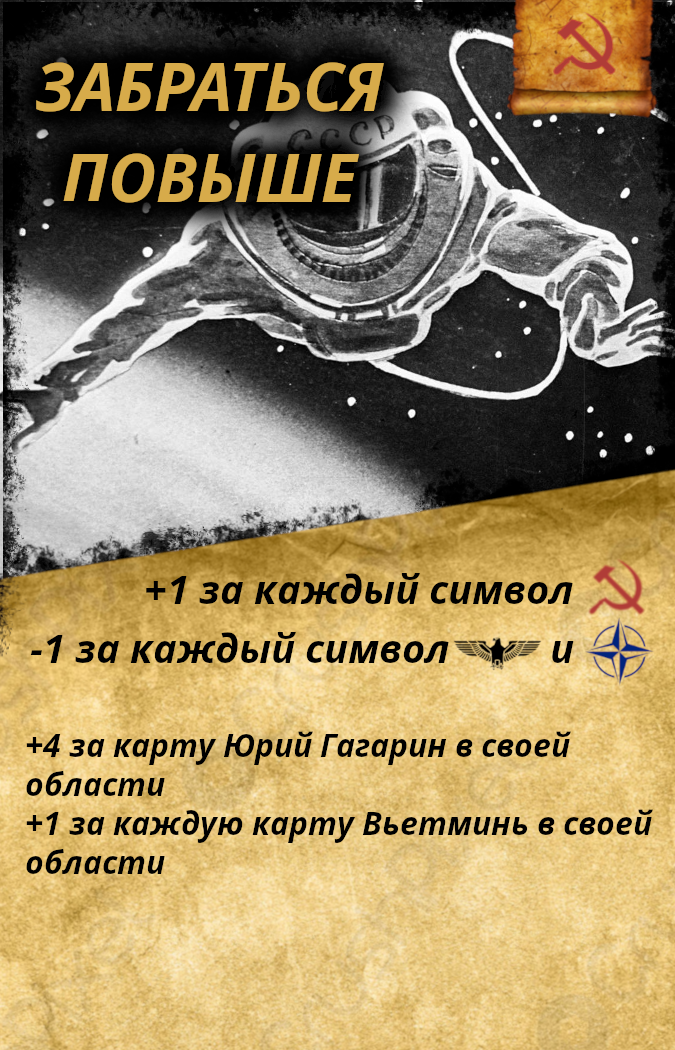 ЗАБРАТЬСЯ
ПОВЫШЕ
СССР
+1 за каждый символ
-1 за каждый символ и
+4 за карту Юрий Гагарин в своей
области
+1 за каждую карту Вьетминь в своей
области